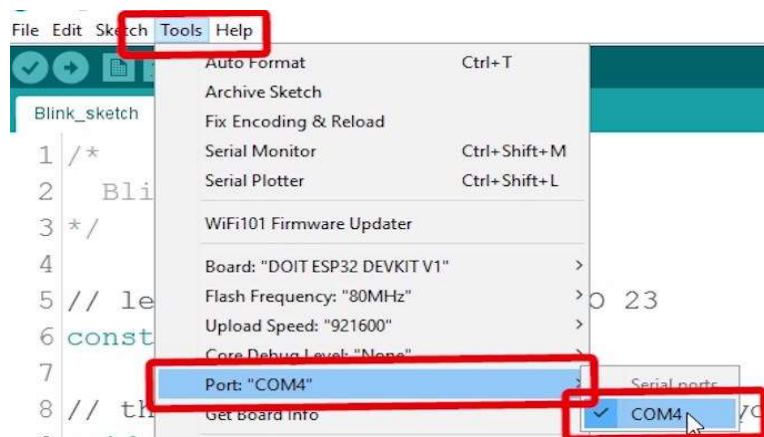 File Edit Sketch Tools Help
Auto Format Ctrl+T
Blink_sketch
Archive Sketch
Fix Encoding & Reload
Serial Monitor Ctrl+Shift+M
Serial Plotter Ctrl+Shift+L
WiFi101 Firmware Updater
Board: "DOIT ESP32 DEVKIT V1"
Flash Frequency: "80MHz"
Upload Speed: "921600"
Core Debug Level: "None"
Port: "COM4"
Get Board Info
Serial ports
COM4
1 /*
2 Bli
3 */
4
5 // le O 23
6 const
7
8 // th